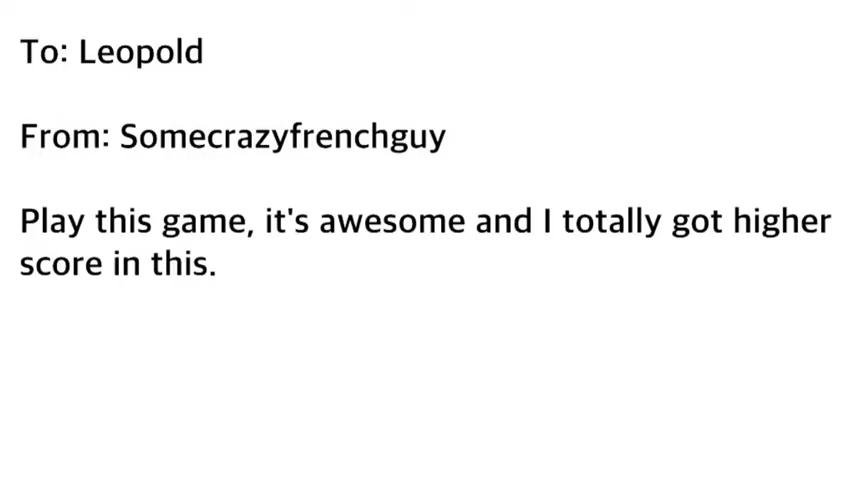 To: Leopold
From: Somecrazyfrenchguy
Play this game, it's awesome and I totally got higher
score in this.